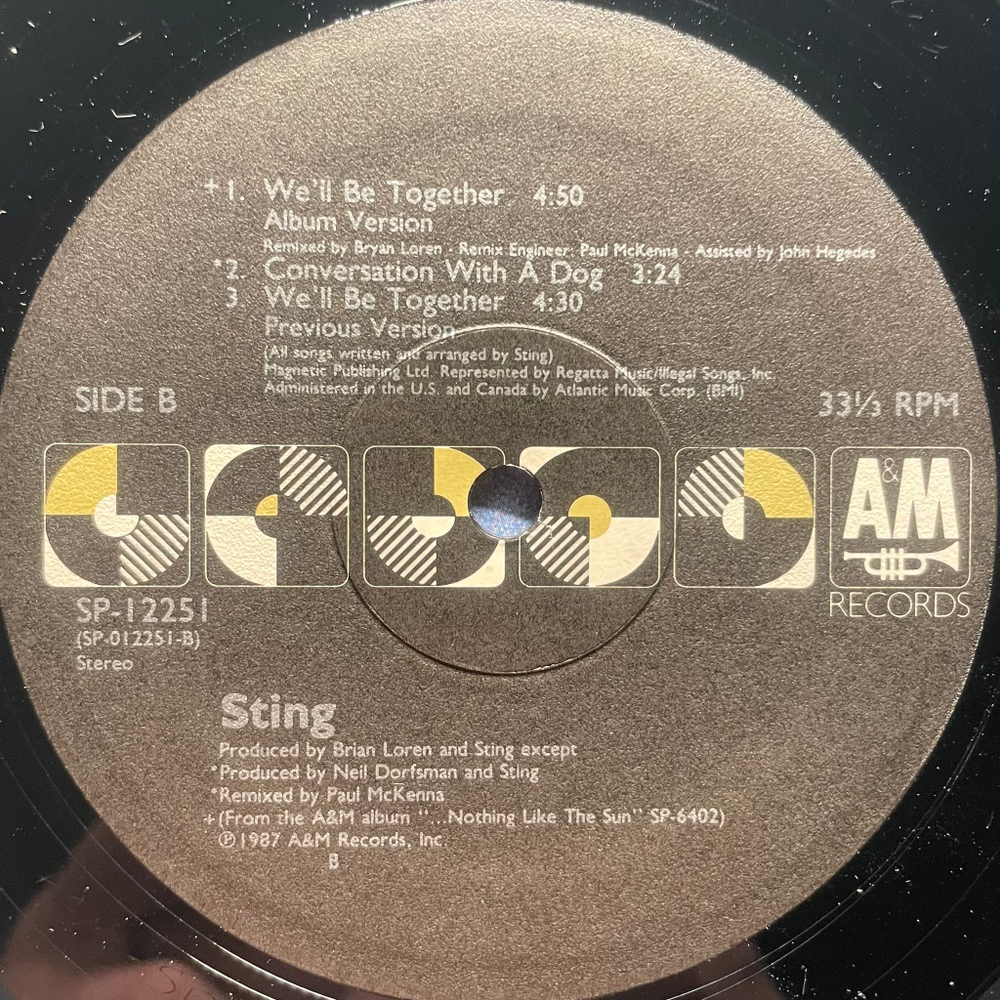 +1. We'll Be Together 4:50
Album Version
Remixed by Bryan Loren - Remix Engineer: Paul McKenna - Assisted by John Hegedes
*2. Conversation With A Dog 3:24
3. We'll Be Together 4:30
Previous Version
(All songs written and arranged by Sting)
Magnetic Publishing Ltd. Represented by Regatta Music/Illegal Songs, Inc.
Administered in the U.S. and Canada by Atlantic Music Corp. (BMI)
SIDE B
33⅓ RPM
A&M
RECORDS
SP-12251
(SP-012251-B)
Stereo
Sting
Produced by Brian Loren and Sting except
*Produced by Neil Dorfsman and Sting
*Remixed by Paul McKenna
+(From the A&M album "...Nothing Like The Sun" SP-6402)
℗1987 A&M Records, Inc.
B